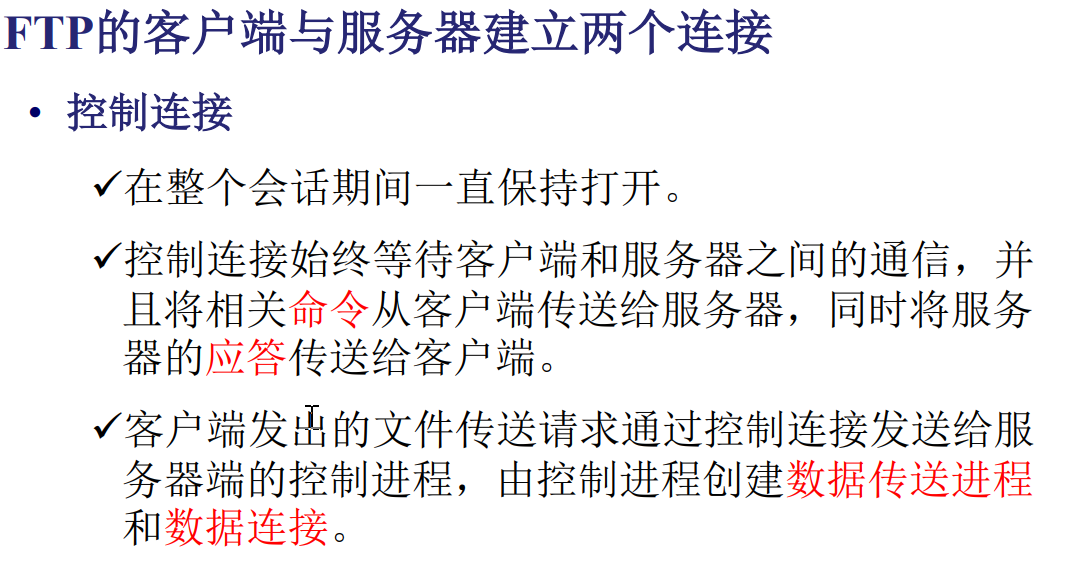 FTP的客户端与服务器建立两个连接
• 控制连接
✓在整个会话期间一直保持打开。
✓控制连接始终等待客户端和服务器之间的通信，并
且将相关命令从客户端传送给服务器，同时将服务
器的应答传送给客户端。
✓客户端发出的文件传送请求通过控制连接发送给服
务器端的控制进程，由控制进程创建数据传送进程
和数据连接。